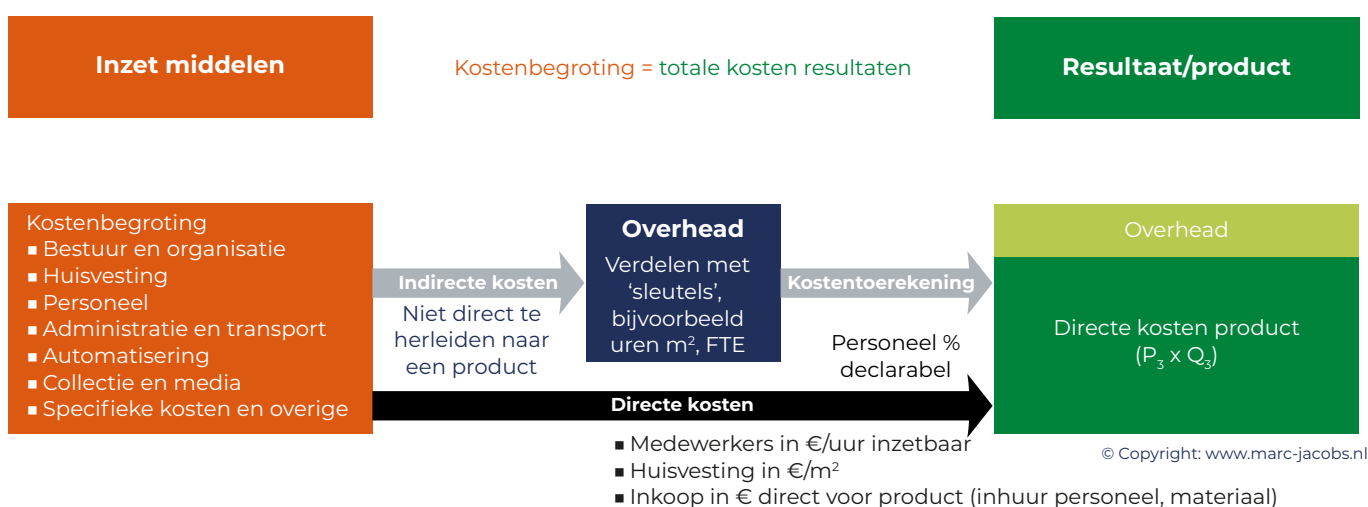 Inzet middelen
Kostenbegroting = totale kosten resultaten
Resultaat/product
Kostenbegroting
▪ Bestuur en organisatie
▪ Huisvesting
▪ Personeel
▪ Administratie en transport
▪ Automatisering
▪ Collectie en media
▪ Specifieke kosten en overige
Indirecte kosten
Niet direct te
herleiden naar
een product
Overhead
Verdelen met
‘sleutels’,
bijvoorbeeld
uren m², FTE
Kostentoerekening
Personeel %
declarabel
Overhead
Directe kosten product
(P₃ x Q₃)
Directe kosten
▪ Medewerkers in €/uur inzetbaar
▪ Huisvesting in €/m²
▪ Inkoop in € direct voor product (inhuur personeel, materiaal)
© Copyright: www.marc-jacobs.nl